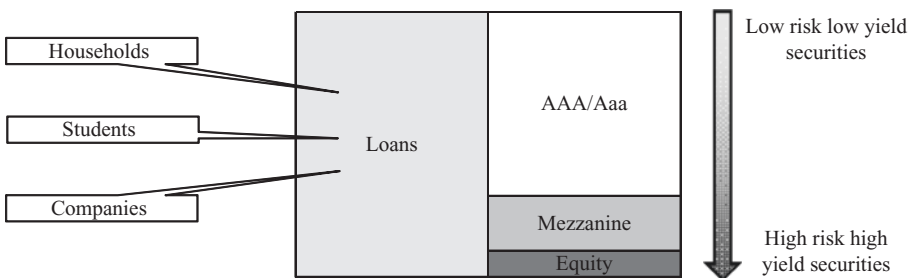 Households
Students
Companies
Loans
AAA/Aaa
Mezzanine
Equity
Low risk low yield
securities
High risk high
yield securities